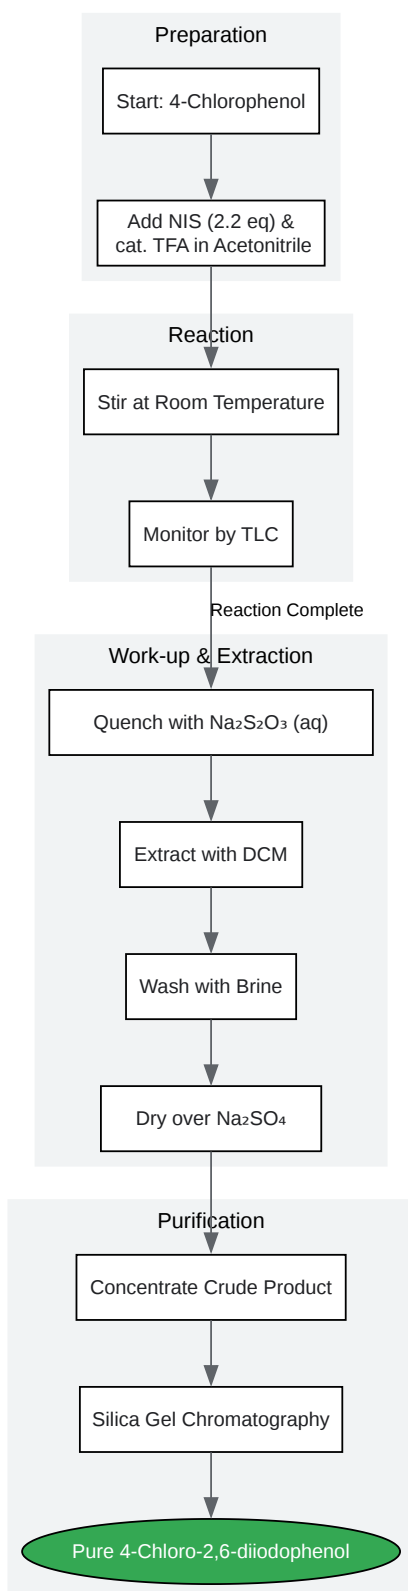 Preparation
Start: 4-Chlorophenol
Add NIS (2.2 eq) &
cat. TFA in Acetonitrile
Reaction
Stir at Room Temperature
Monitor by TLC
Reaction Complete
Work-up & Extraction
Quench with Na₂S₂O₃ (aq)
Extract with DCM
Wash with Brine
Dry over Na₂SO₄
Purification
Concentrate Crude Product
Silica Gel Chromatography
Pure 4-Chloro-2,6-diiodophenol